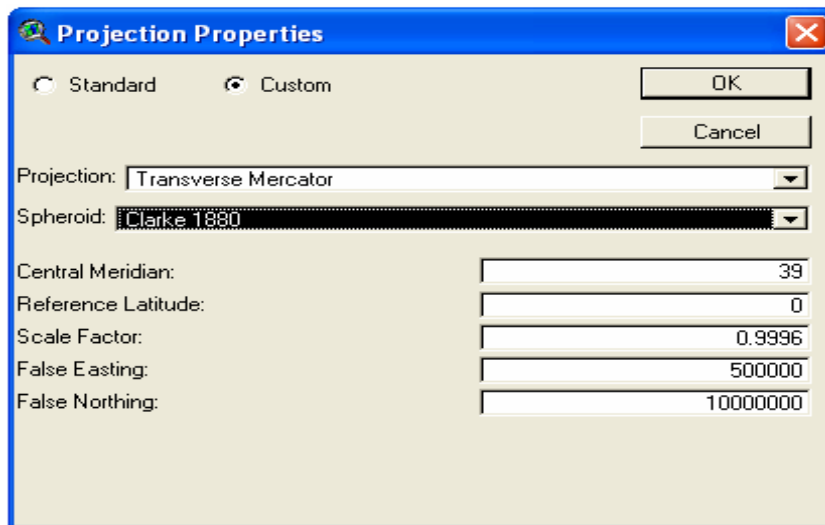 Projection Properties
Standard Custom OK
Cancel
Projection: Transverse Mercator
Spheroid: Clarke 1880
Central Meridian: 39
Reference Latitude: 0
Scale Factor: 0.9996
False Easting: 500000
False Northing: 10000000